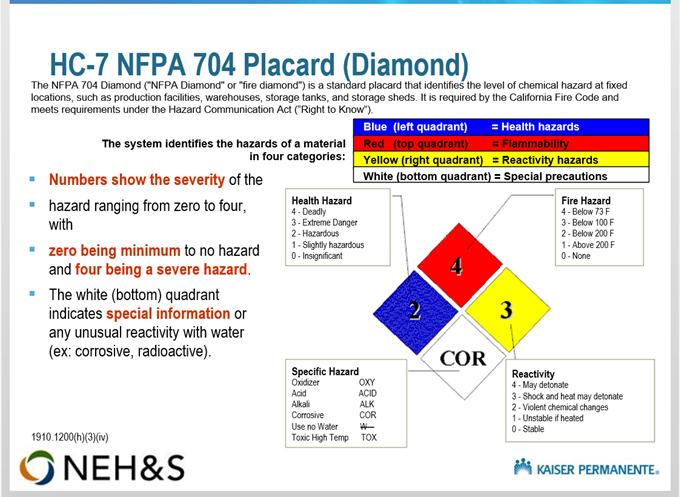 HC-7 NFPA 704 Placard (Diamond)
The NFPA 704 Diamond ("NFPA Diamond" or "fire diamond") is a standard placard that identifies the level of chemical hazard at fixed
locations, such as production facilities, warehouses, storage tanks, and storage sheds. It is required by the California Fire Code and
meets requirements under the Hazard Communication Act ("Right to Know").
The system identifies the hazards of a material
in four categories:
Blue (left quadrant) = Health hazards
Red (top quadrant) = Flammability
Yellow (right quadrant) = Reactivity hazards
White (bottom quadrant) = Special precautions
Numbers show the severity of the
hazard ranging from zero to four,
with
zero being minimum to no hazard
and four being a severe hazard.
The white (bottom) quadrant
indicates special information or
any unusual reactivity with water
(ex: corrosive, radioactive).
Health Hazard
4 - Deadly
3 - Extreme Danger
2 - Hazardous
1 - Slightly hazardous
0 - Insignificant
Fire Hazard
4 - Below 73 F
3 - Below 100 F
2 - Below 200 F
1 - Above 200 F
0 - None
4
2
3
COR
Specific Hazard
Oxidizer OXY
Acid ACID
Alkali ALK
Corrosive COR
Use no Water W
Toxic High Temp TOX
Reactivity
4 - May detonate
3 - Shock and heat may detonate
2 - Violent chemical changes
1 - Unstable if heated
0 - Stable
1910.1200(h)(3)(iv)
NEH&S
KAISER PERMANENTE®